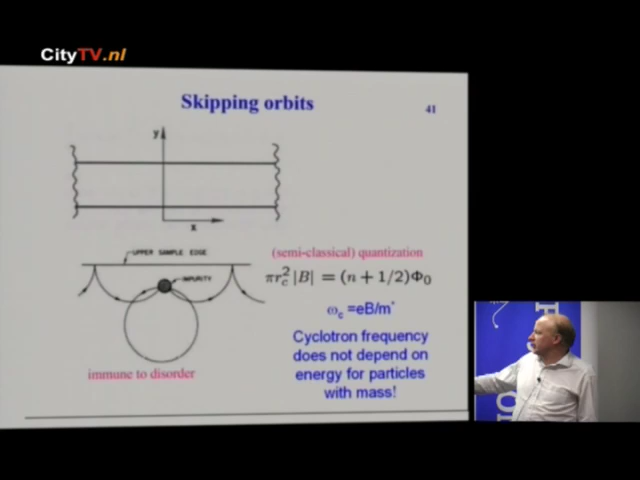 CityTV.nl
Skipping orbits
41
y
x
UPPER SAMPLE EDGE
IMPURITY
(semi-classical) quantization
πr_c^2|B| = (n + 1/2)Φ_0
ω_c =eB/m*
Cyclotron frequency
does not depend on
energy for particles
with mass!
immune to disorder